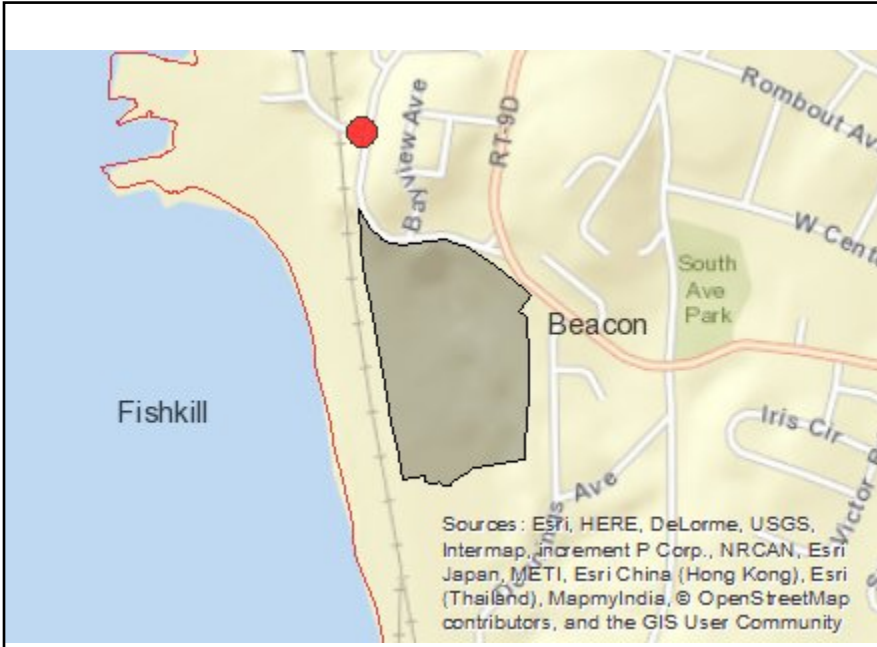 Rombout Av
Bayview Ave
RT-9D
W Centa
South
Ave
Park
Beacon
Fishkill
Iris Cir
Victor
Dennings Ave
Sources: Esri, HERE, DeLorme, USGS,
Intermap, increment P Corp., NRCAN, Esri
Japan, METI, Esri China (Hong Kong), Esri
(Thailand), MapmyIndia, © OpenStreetMap
contributors, and the GIS User Community